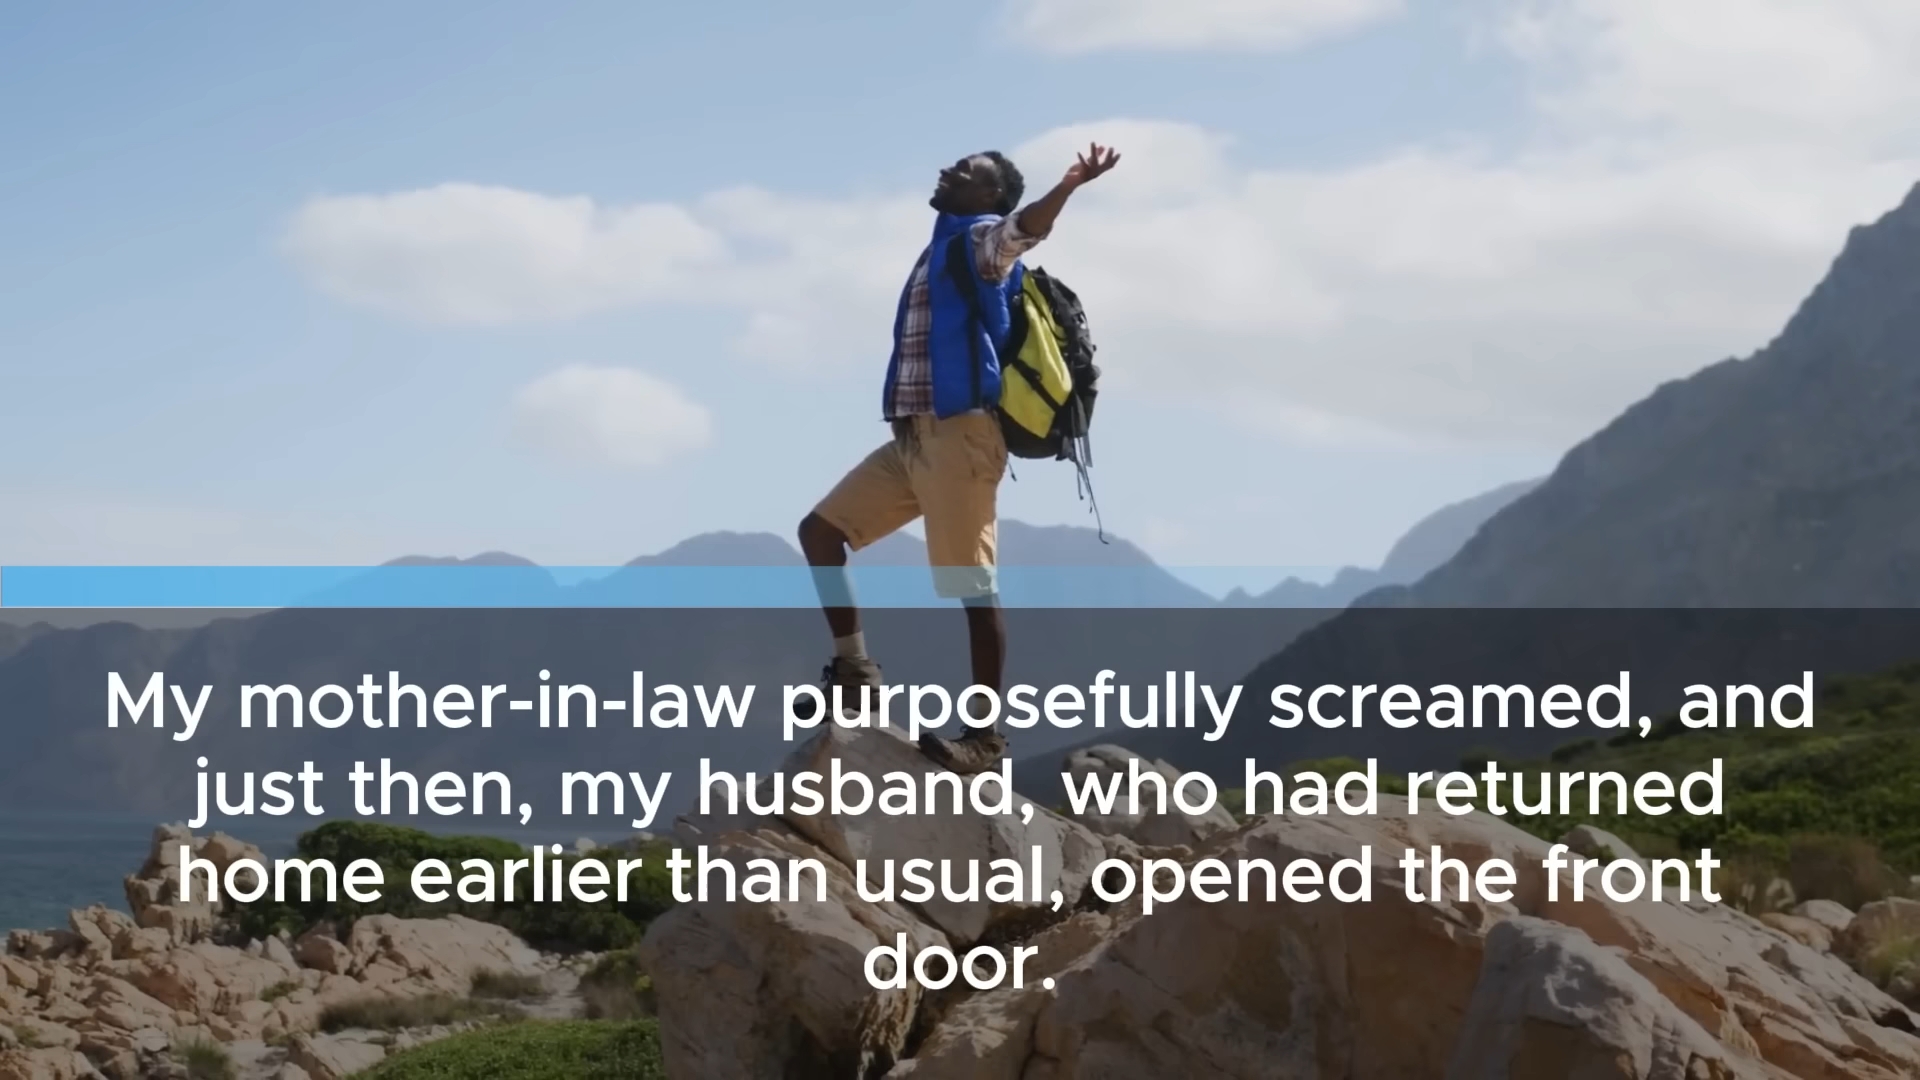 My mother-in-law purposefully screamed, and
just then, my husband, who had returned
home earlier than usual, opened the front
door.